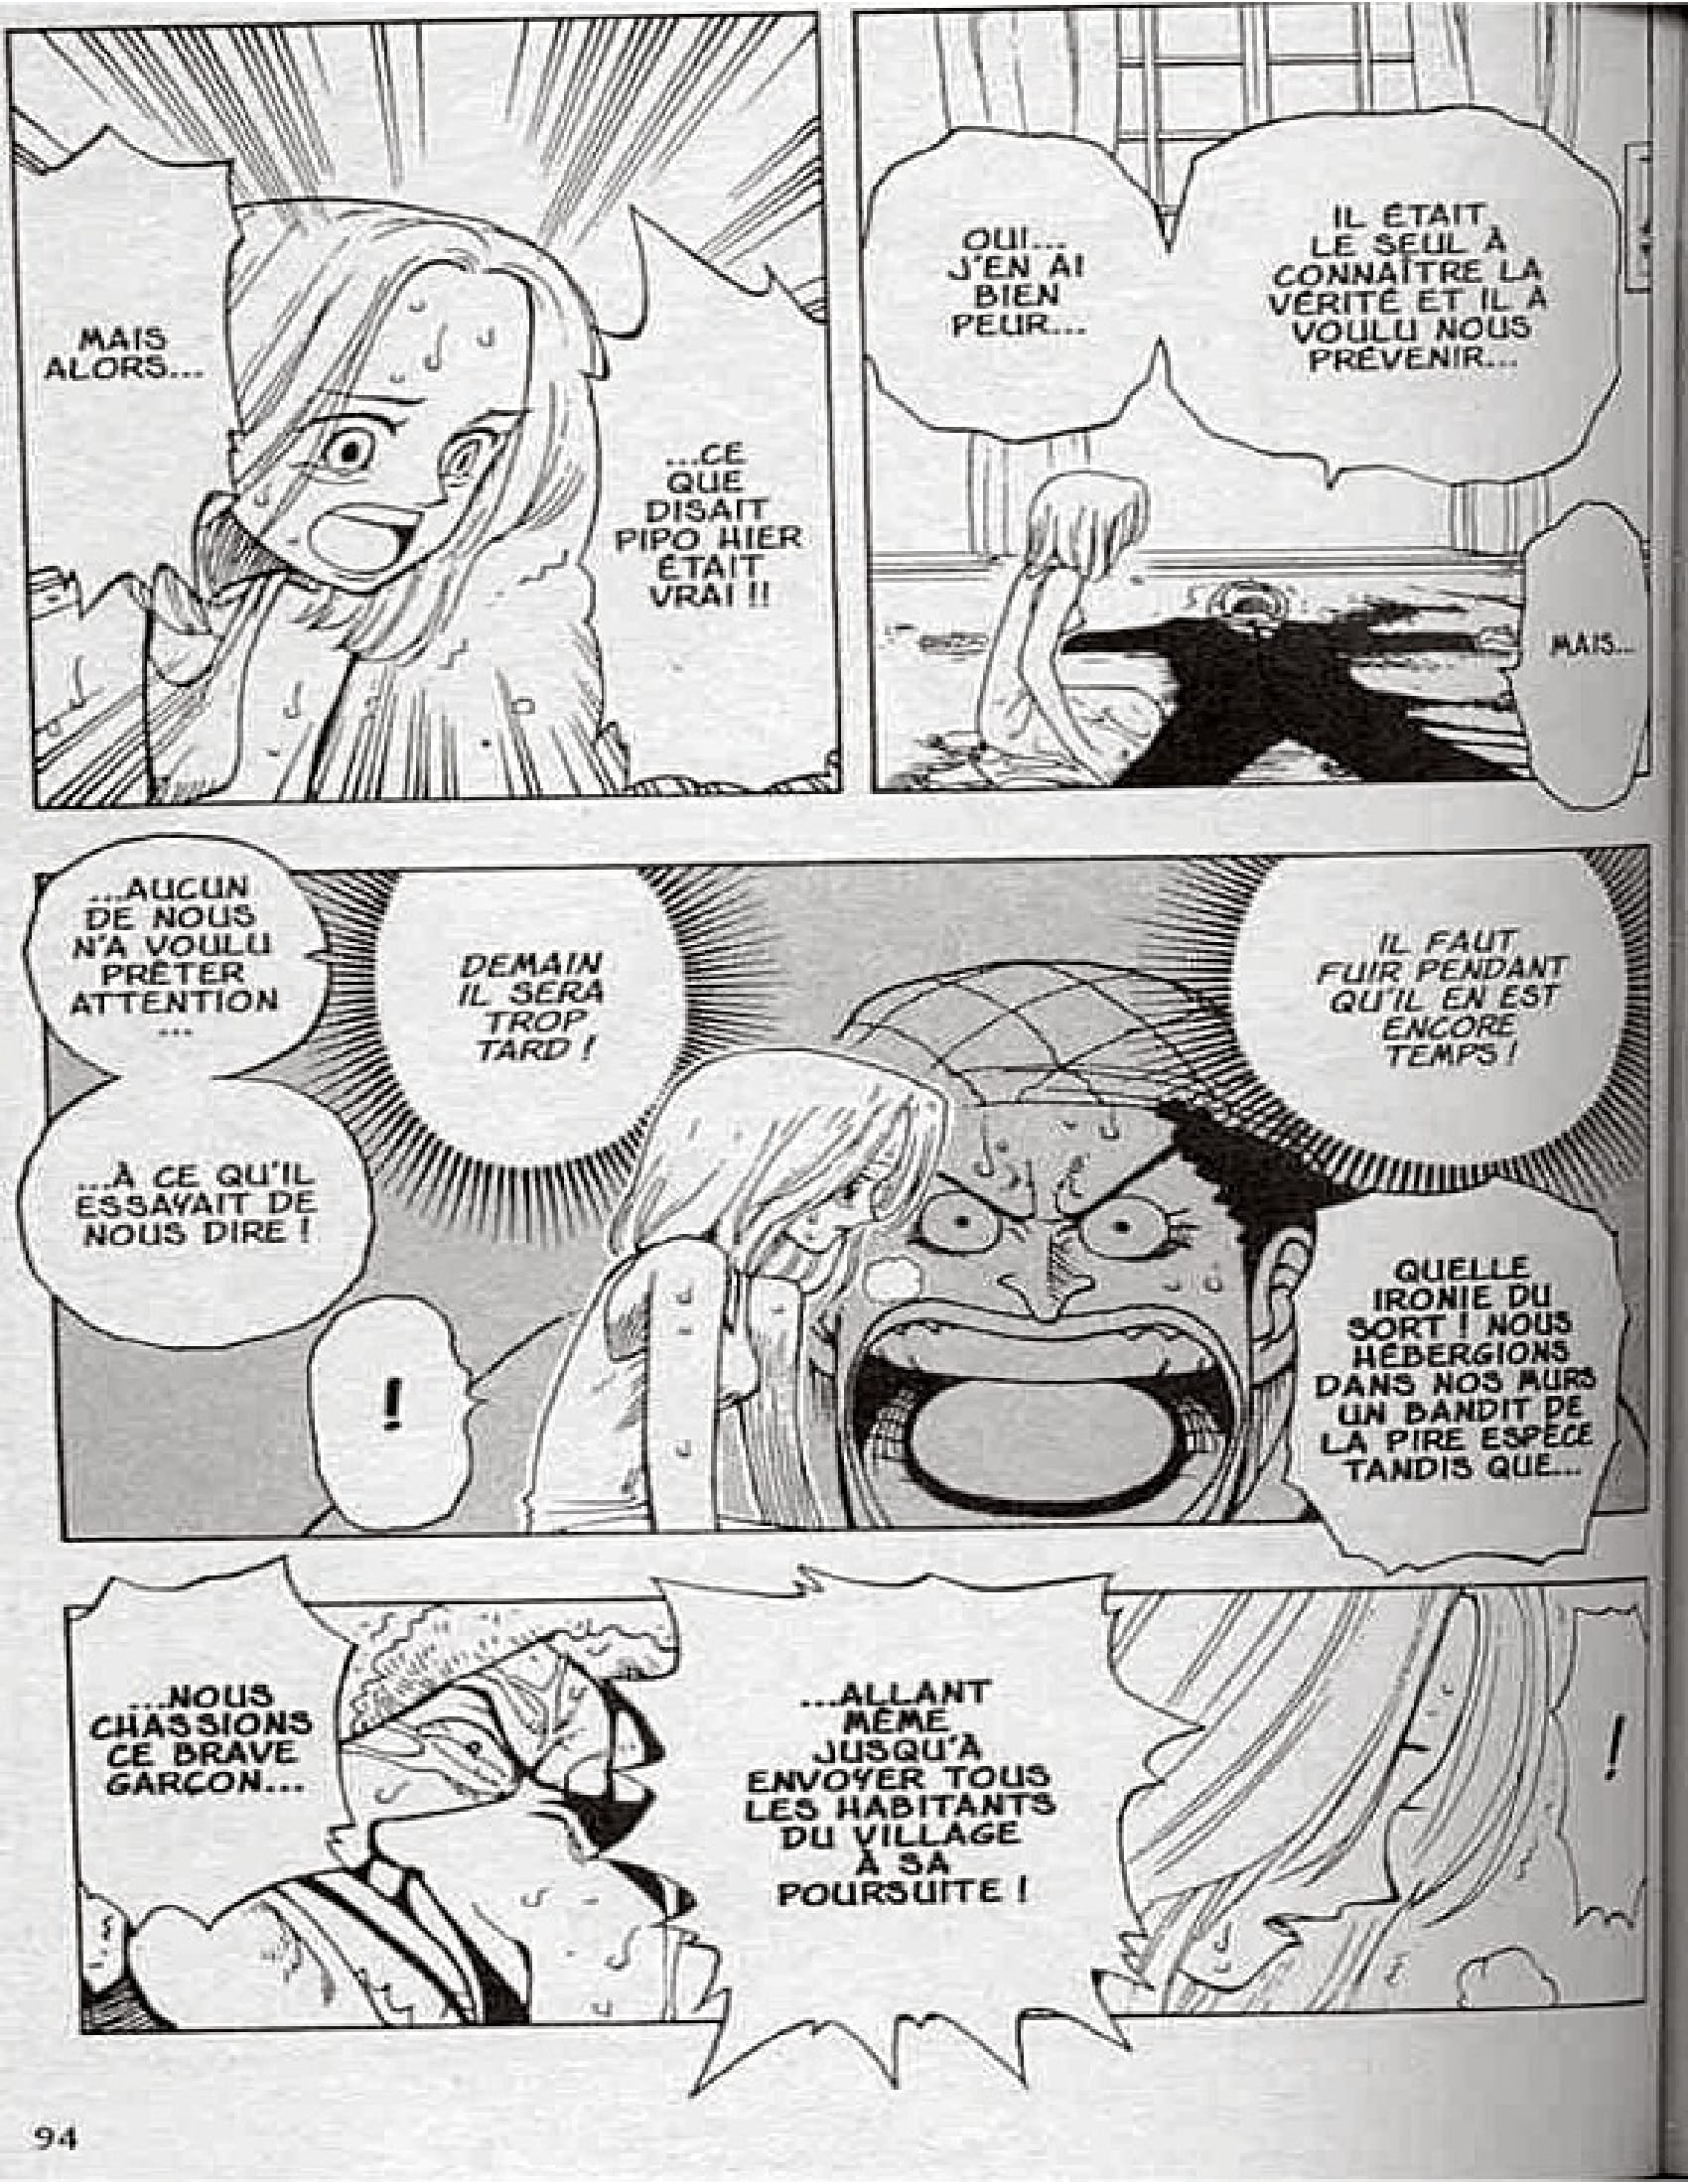 MAIS
ALORS...
...CE
QUE
DISAIT
PIPO HIER
ÉTAIT
VRAI !!
OUI...
J'EN AI
BIEN
PEUR...
IL ÉTAIT
LE SEUL À
CONNAÎTRE LA
VÉRITÉ ET IL A
VOULU NOUS
PRÉVENIR...
MAIS...
...AUCUN
DE NOUS
N'A VOULU
PRÊTER
ATTENTION
...
...À CE QU'IL
ESSAYAIT DE
NOUS DIRE !
DEMAIN
IL SERA
TROP
TARD !
IL FAUT
FUIR PENDANT
QU'IL EN EST
ENCORE
TEMPS !
!
QUELLE
IRONIE DU
SORT ! NOUS
HÉBERGIONS
DANS NOS MURS
UN BANDIT DE
LA PIRE ESPÈCE
TANDIS QUE...
...NOUS
CHASSIONS
CE BRAVE
GARÇON...
...ALLANT
MÊME
JUSQU'À
ENVOYER TOUS
LES HABITANTS
DU VILLAGE
À SA
POURSUITE !
!
94